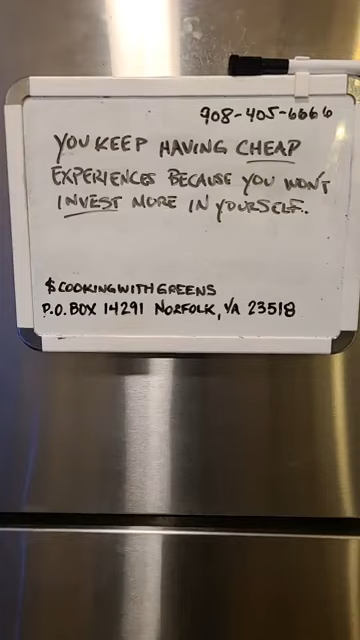 908-405-6666
YOU KEEP HAVING CHEAP
EXPERIENCES BECAUSE YOU WON'T
INVEST MORE IN YOURSELF.
$COOKINGWITHGREENS
P.O. BOX 14291 NORFOLK, VA 23518